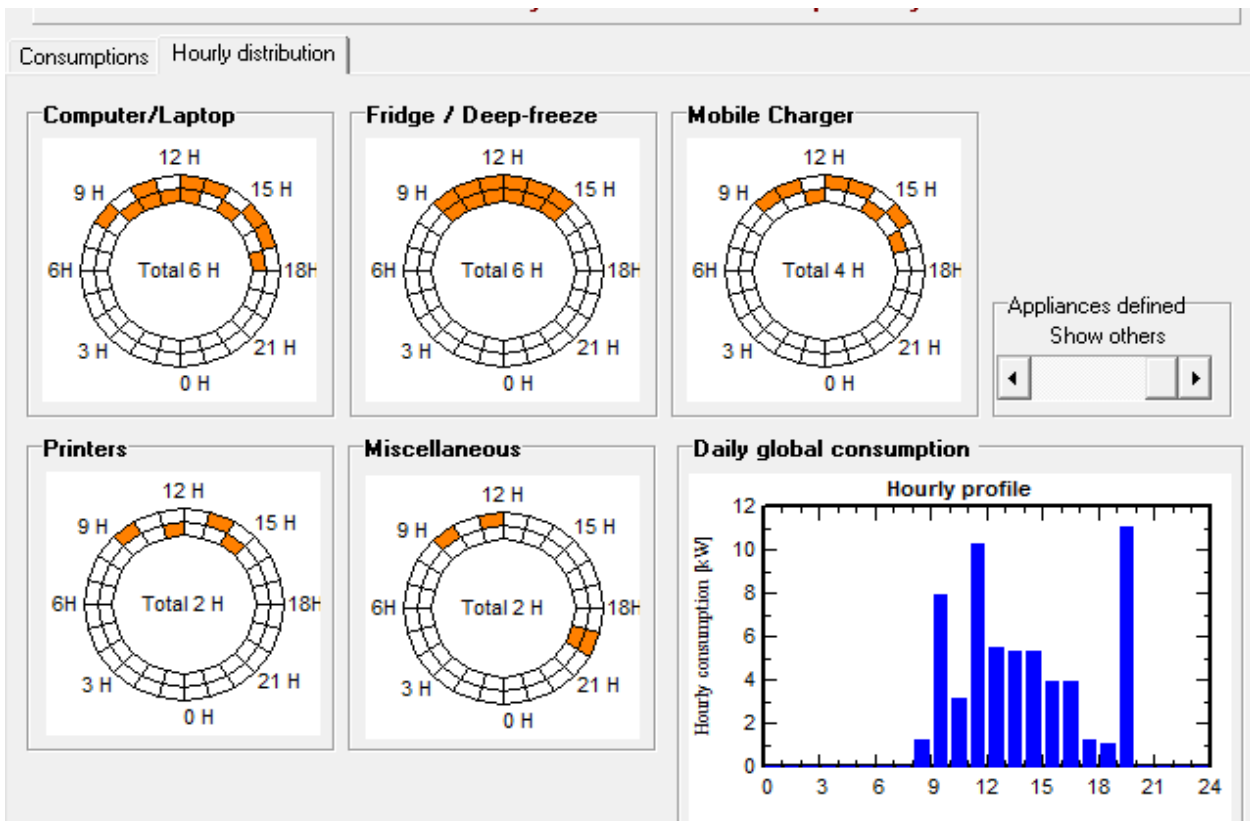 Consumptions Hourly distribution
Computer/Laptop
12 H
9 H 15 H
6H Total 6 H 18H
3 H 21 H
0 H
Fridge / Deep-freeze
12 H
9 H 15 H
6H Total 6 H 18H
3 H 21 H
0 H
Mobile Charger
12 H
9 H 15 H
6H Total 4 H 18H
3 H 21 H
0 H
Appliances defined
Show others
Printers
12 H
9 H 15 H
6H Total 2 H 18H
3 H 21 H
0 H
Miscellaneous
12 H
9 H 15 H
6H Total 2 H 18H
3 H 21 H
0 H
Daily global consumption
Hourly profile
Hourly consumption [kW]
12
10
8
6
4
2
0
0 3 6 9 12 15 18 21 24